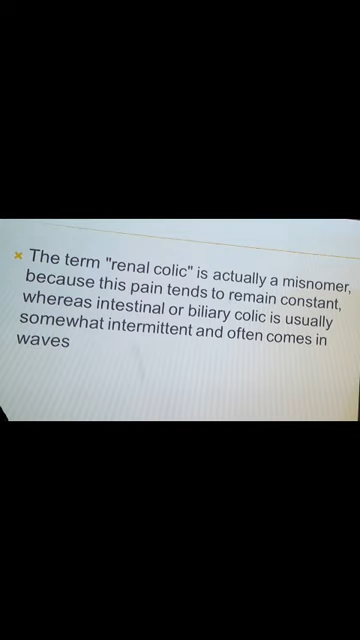 The term "renal colic" is actually a misnomer,
because this pain tends to remain constant,
whereas intestinal or biliary colic is usually
somewhat intermittent and often comes in
waves